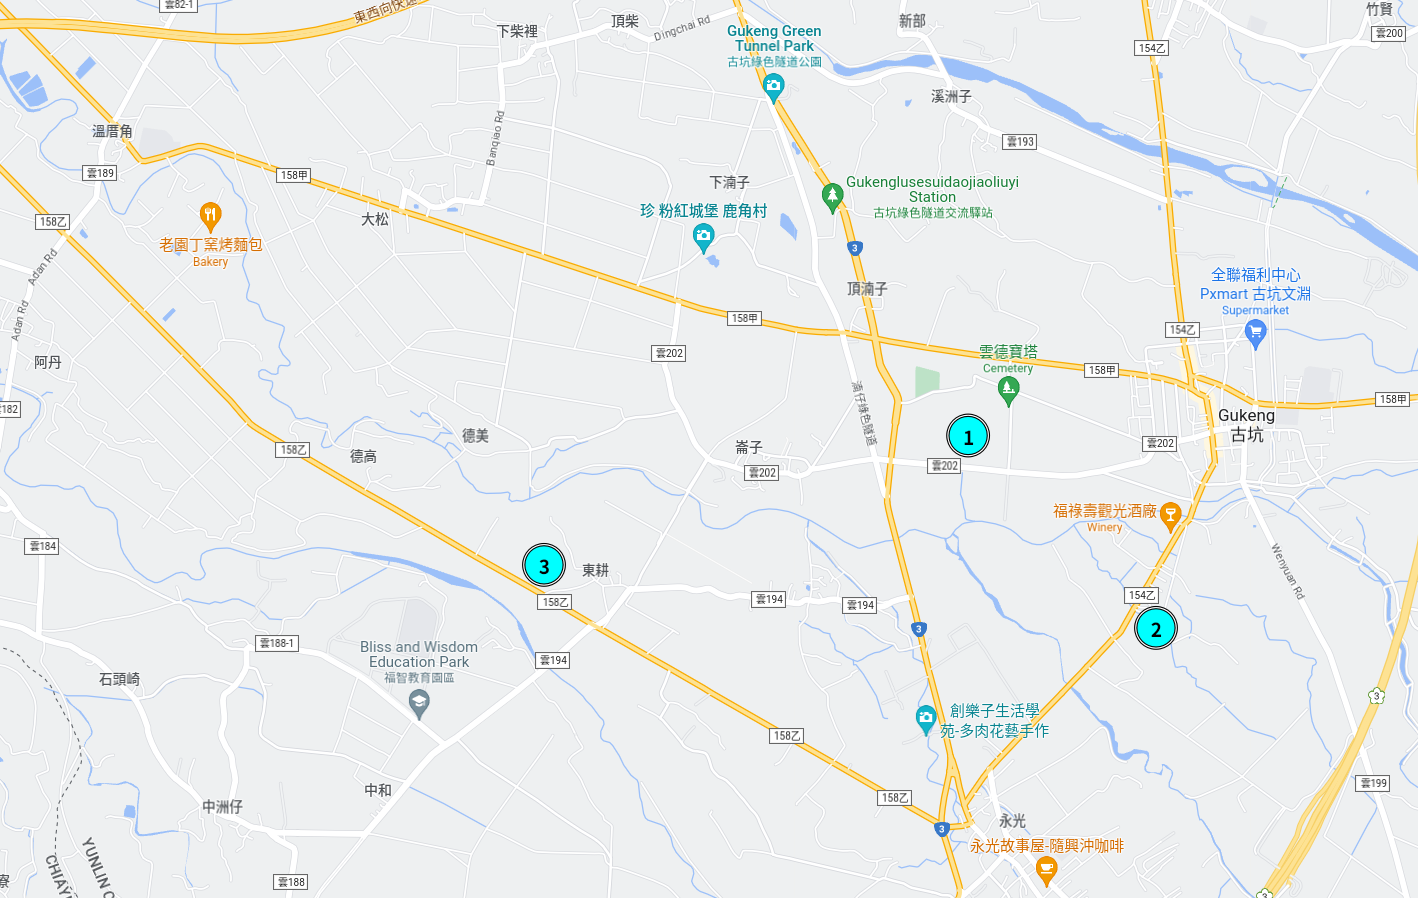 雲82-1
東西向快速
下柴裡
頂柴
Dingchai Rd
Gukeng Green
Tunnel Park
古坑綠色隧道公園
新部
竹賢
雲200
154乙
溪洲子
雲193
溫厝角
雲189
Banqiao Rd
158甲
大松
158乙
老園丁窯烤麵包
Bakery
Adan Rd
Adan Rd
下湳子
珍 粉紅城堡 鹿角村
Gukenglusesuidaojiaoliuyi
Station
古坑綠色隧道交流驛站
3
頂湳子
全聯福利中心
Pxmart 古坑文淵
Supermarket
158甲
154乙
雲202
阿丹
雲德寶塔
Cemetery
158甲
158甲
182
湳仔綠色隧道
Gukeng
古坑
1
德美
德高
158乙
崙子
雲202
雲202
雲202
福祿壽觀光酒廠
Winery
雲184
3
東耕
158乙
雲194
雲194
154乙
2
Wenyuan Rd
3
雲188-1
Bliss and Wisdom
Education Park
福智教育園區
雲194
石頭崎
3
創樂子生活學
苑-多肉花藝手作
158乙
中和
158乙
雲199
中洲仔
3
永光
永光故事屋-隨興沖咖啡
YUNLIN C
CHIAY
寮
雲188
3